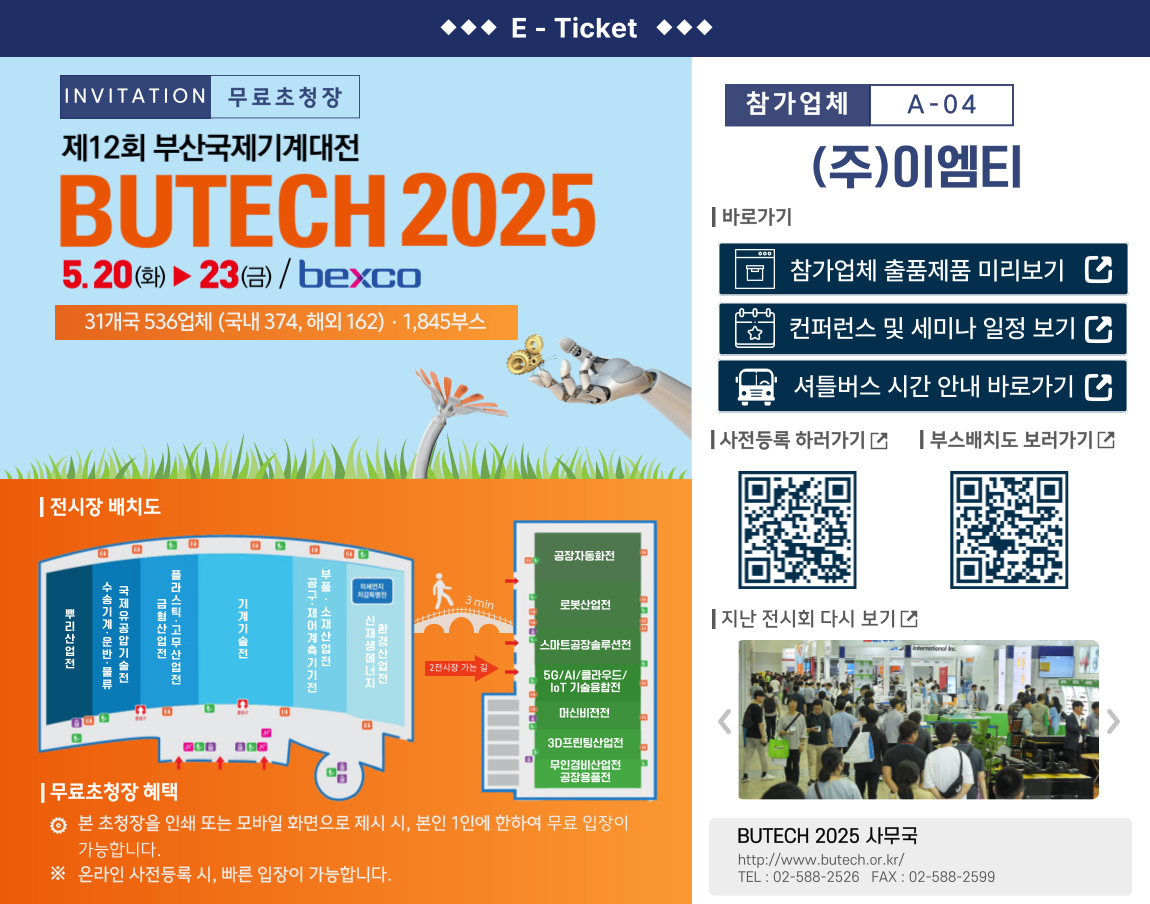 E - Ticket
INVITATION 무료초청장
제12회 부산국제기계대전
BUTECH 2025
5. 20(화) ▶ 23(금) / bexco
31개국 536업체 (국내 374, 해외 162) · 1,845부스
전시장 배치도
뿌리산업전
수송기계·운반·물류
국제유공압기술전
금형산업전
플라스틱·고무산업전
기계기술전
공구·제어계측기기전
부품·소재산업전
미세먼지
저감특별전
신재생에너지
환경산업전
3 min
2전시장 가는 길
공장자동화전
로봇산업전
스마트공장솔루션전
5G/AI/클라우드/
IoT 기술융합전
머신비전전
3D프린팅산업전
무인경비산업전
공장용품전
무료초청장 혜택
본 초청장을 인쇄 또는 모바일 화면으로 제시 시, 본인 1인에 한하여 무료 입장이
가능합니다.
※ 온라인 사전등록 시, 빠른 입장이 가능합니다.
참가업체 A-04
(주)이엠티
바로가기
참가업체 출품제품 미리보기
컨퍼런스 및 세미나 일정 보기
셔틀버스 시간 안내 바로가기
사전등록 하러가기
부스배치도 보러가기
지난 전시회 다시 보기
International Inc.
BUTECH 2025 사무국
http://www.butech.or.kr/
TEL : 02-588-2526 FAX : 02-588-2599